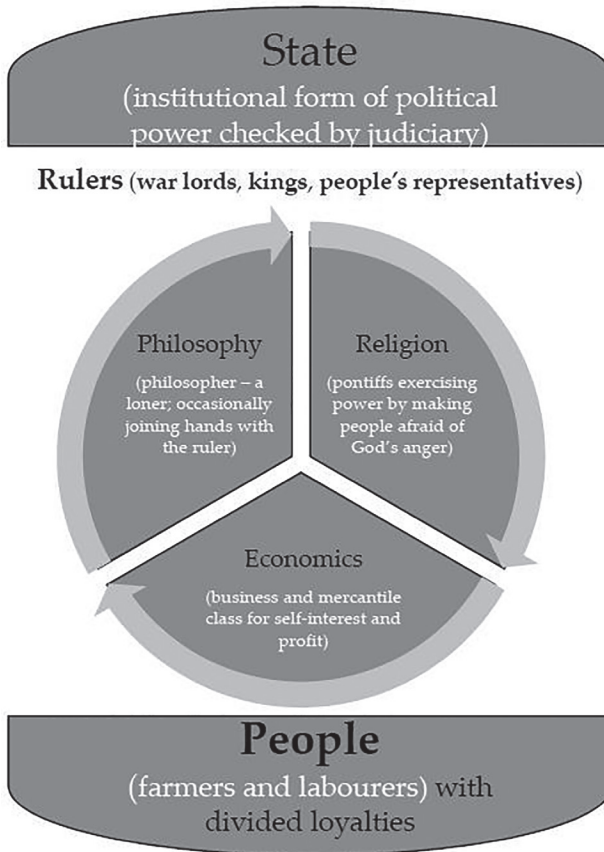 State
(institutional form of political
power checked by judiciary)
Rulers (war lords, kings, people's representatives)
Philosophy
(philosopher – a
loner; occasionally
joining hands with
the ruler)
Religion
(pontiffs exercising
power by making
people afraid of
God's anger)
Economics
(business and mercantile
class for self-interest and
profit)
People
(farmers and labourers) with
divided loyalties